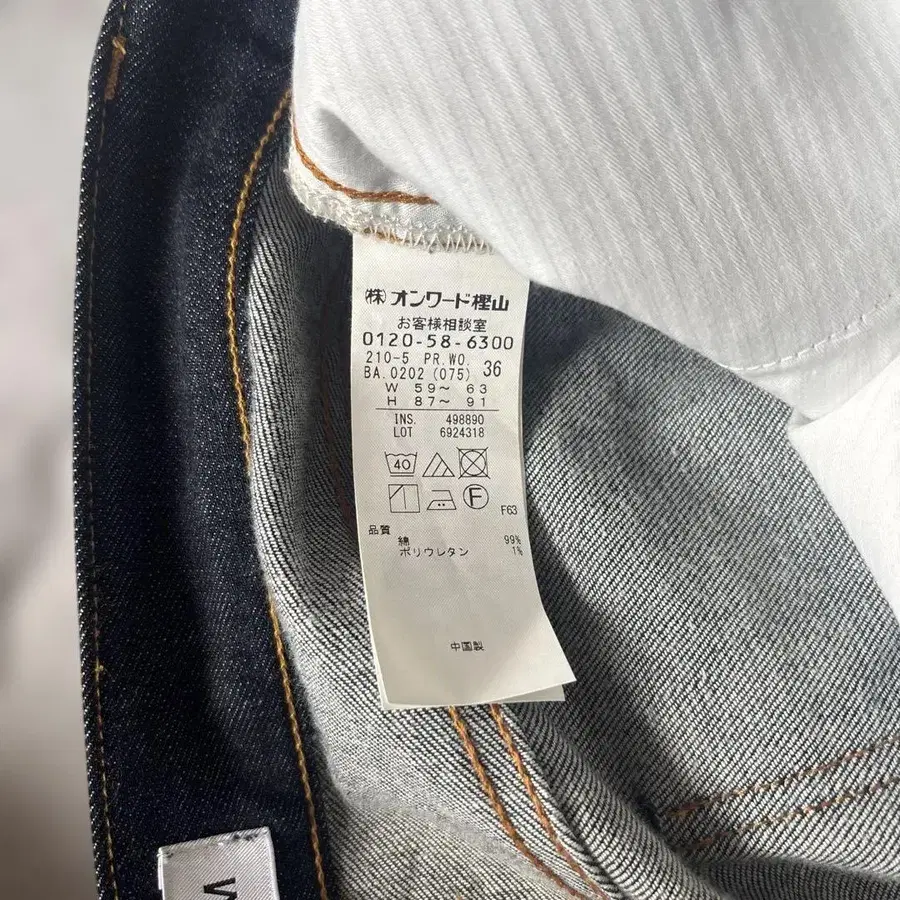 (株)オンワード樫山
お客様相談室
0120-58-6300
210-5 PR.WO. 36
BA.0202(075)
W 59～ 63
H 87～ 91
INS. 498890
LOT 6924318
40
F
F63
品質
綿 99%
ポリウレタン 1%
中国製